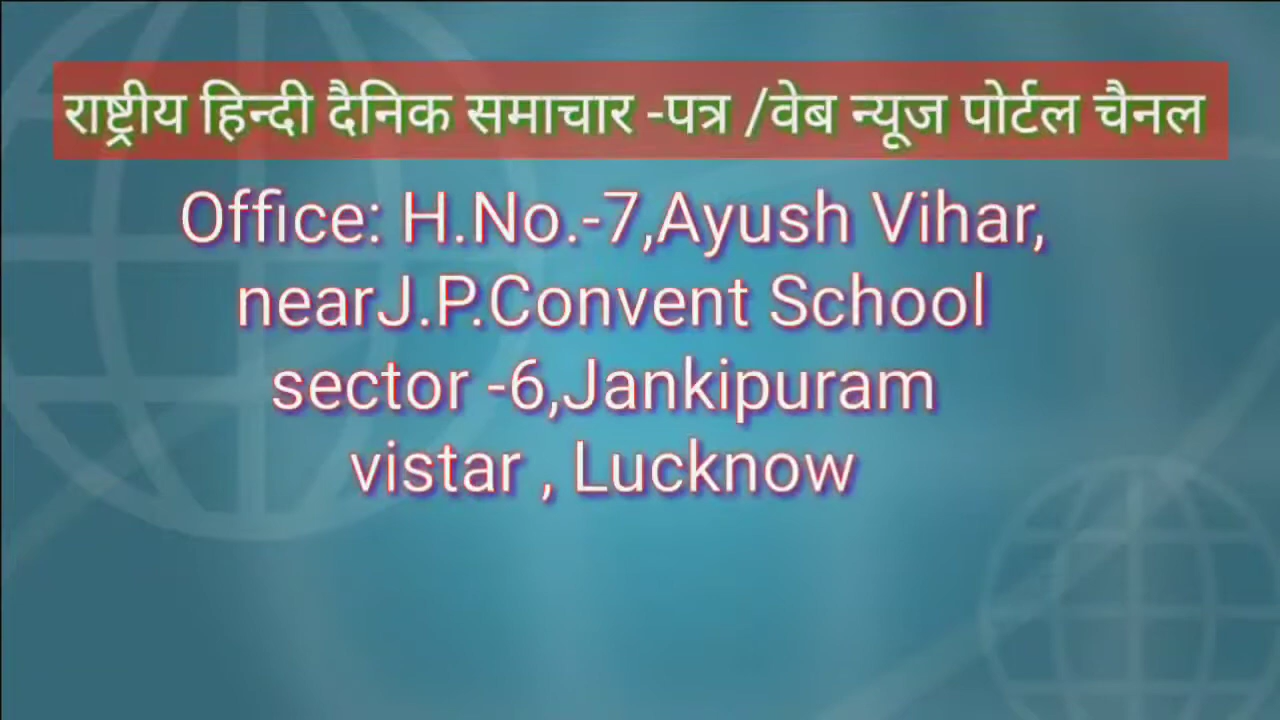 राष्ट्रीय हिन्दी दैनिक समाचार -पत्र /वेब न्यूज पोर्टल चैनल
Office: H.No.-7,Ayush Vihar,
nearJ.P.Convent School
sector -6,Jankipuram
vistar , Lucknow